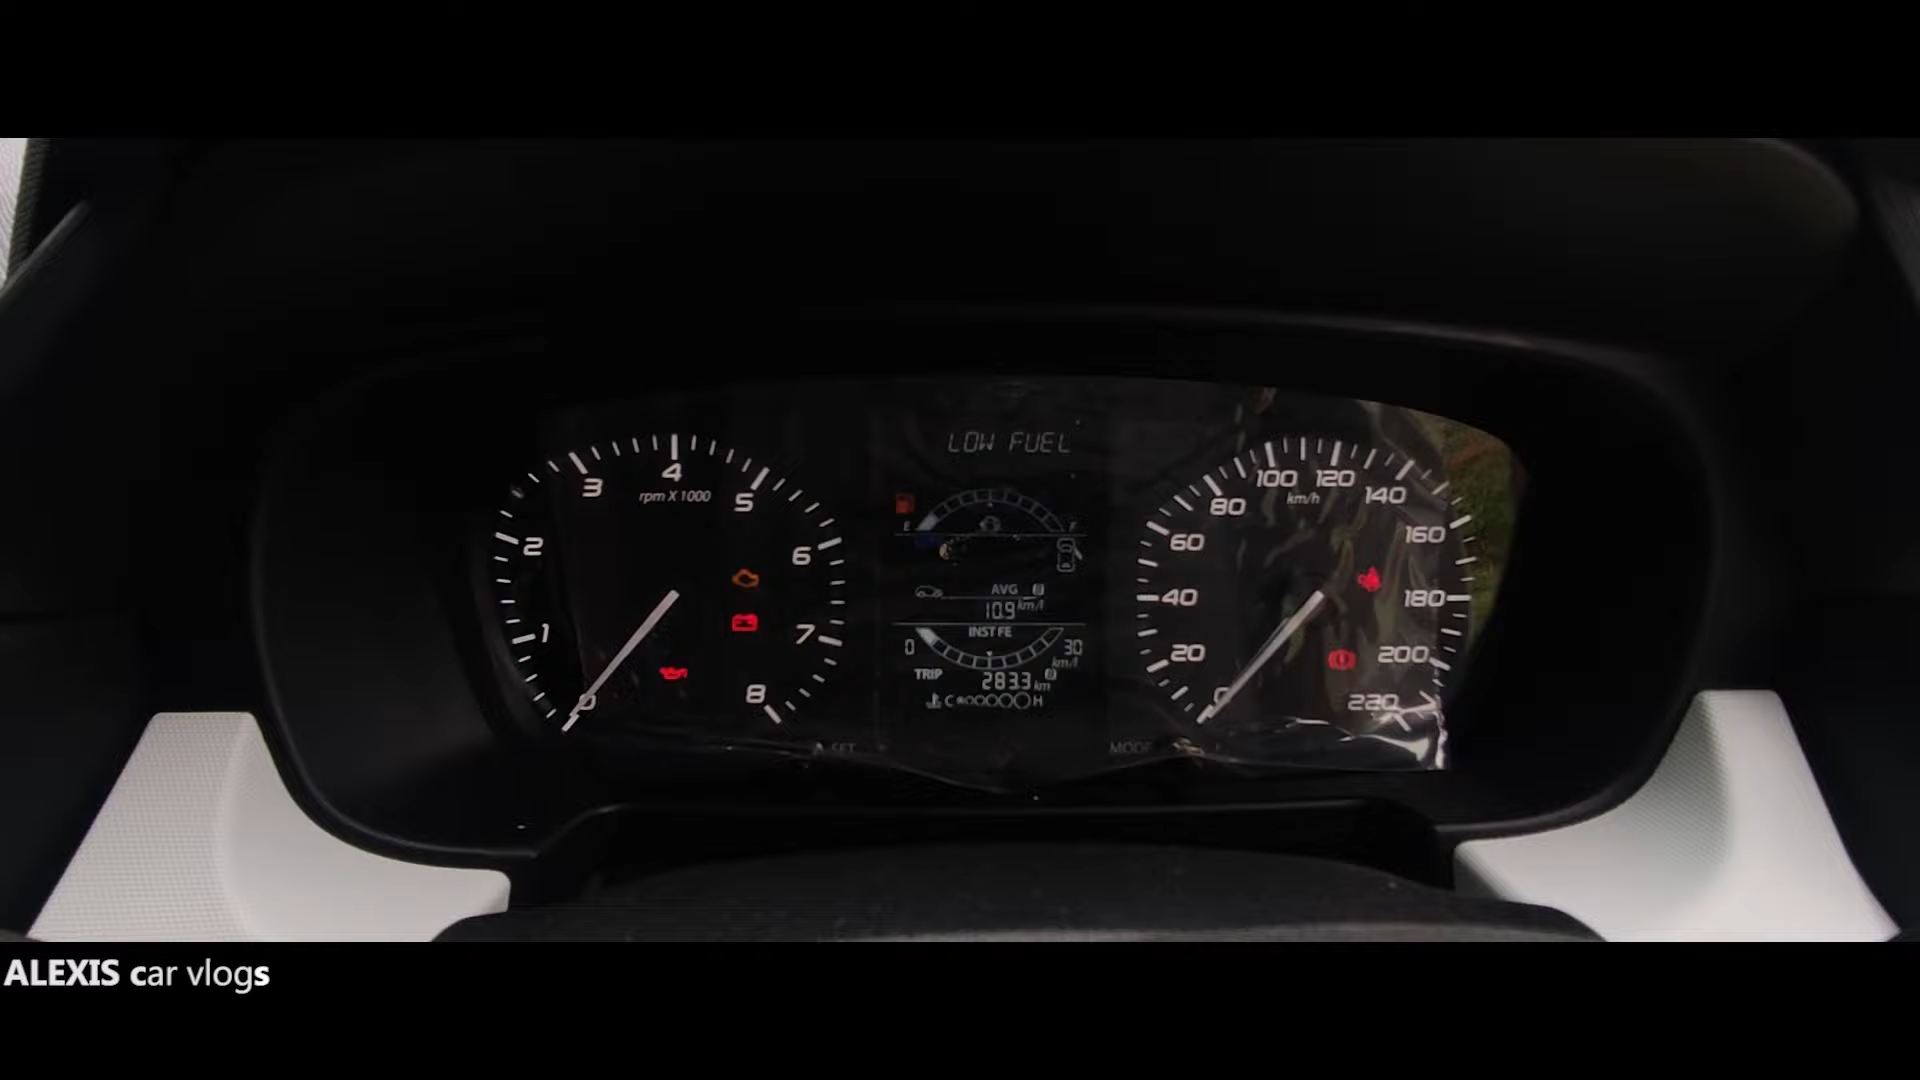 LOW FUEL
3
4
5
rpm X 1000
2
6
1
7
0
8
E
F
AVG B
10.9 km/l
INST FE
0
30
km/l
TRIP B
283.3 km
C
H
SET
MODE
100
120
80
km/h
140
60
160
40
180
20
200
0
220
ALEXIS car vlogs